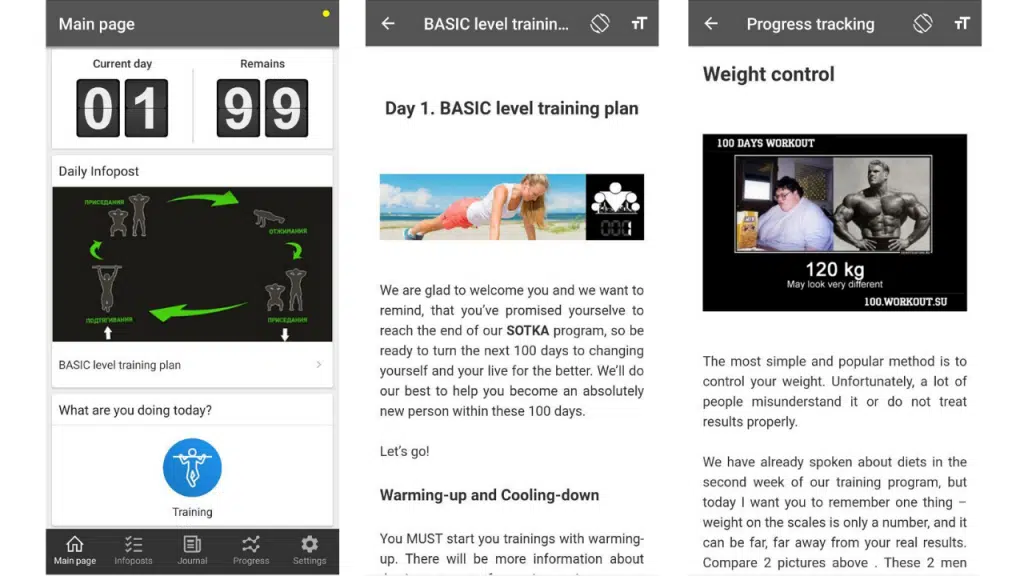 Main page
Current day
Remains
01
99
Daily Infopost
ПРИСЕДАНИЯ
ОТЖИМАНИЯ
ПОДТЯГИВАНИЯ
ПРИСЕДАНИЯ
BASIC level training plan
What are you doing today?
Training
Main page
Infoposts
Journal
Progress
Settings
BASIC level trainin...
Day 1. BASIC level training plan
001
We are glad to welcome you and we want to
remind, that you've promised yourselve to
reach the end of our SOTKA program, so be
ready to turn the next 100 days to changing
yourself and your live for the better. We'll do
our best to help you become an absolutely
new person within these 100 days.
Let's go!
Warming-up and Cooling-down
You MUST start you trainings with warming-
up. There will be more information about
Progress tracking
Weight control
100 DAYS WORKOUT
120 kg
May look very different
100.WORKOUT.SU
The most simple and popular method is to
control your weight. Unfortunately, a lot of
people misunderstand it or do not treat
results properly.
We have already spoken about diets in the
second week of our training program, but
today I want you to remember one thing –
weight on the scales is only a number, and it
can be far, far away from your real results.
Compare 2 pictures above . These 2 men